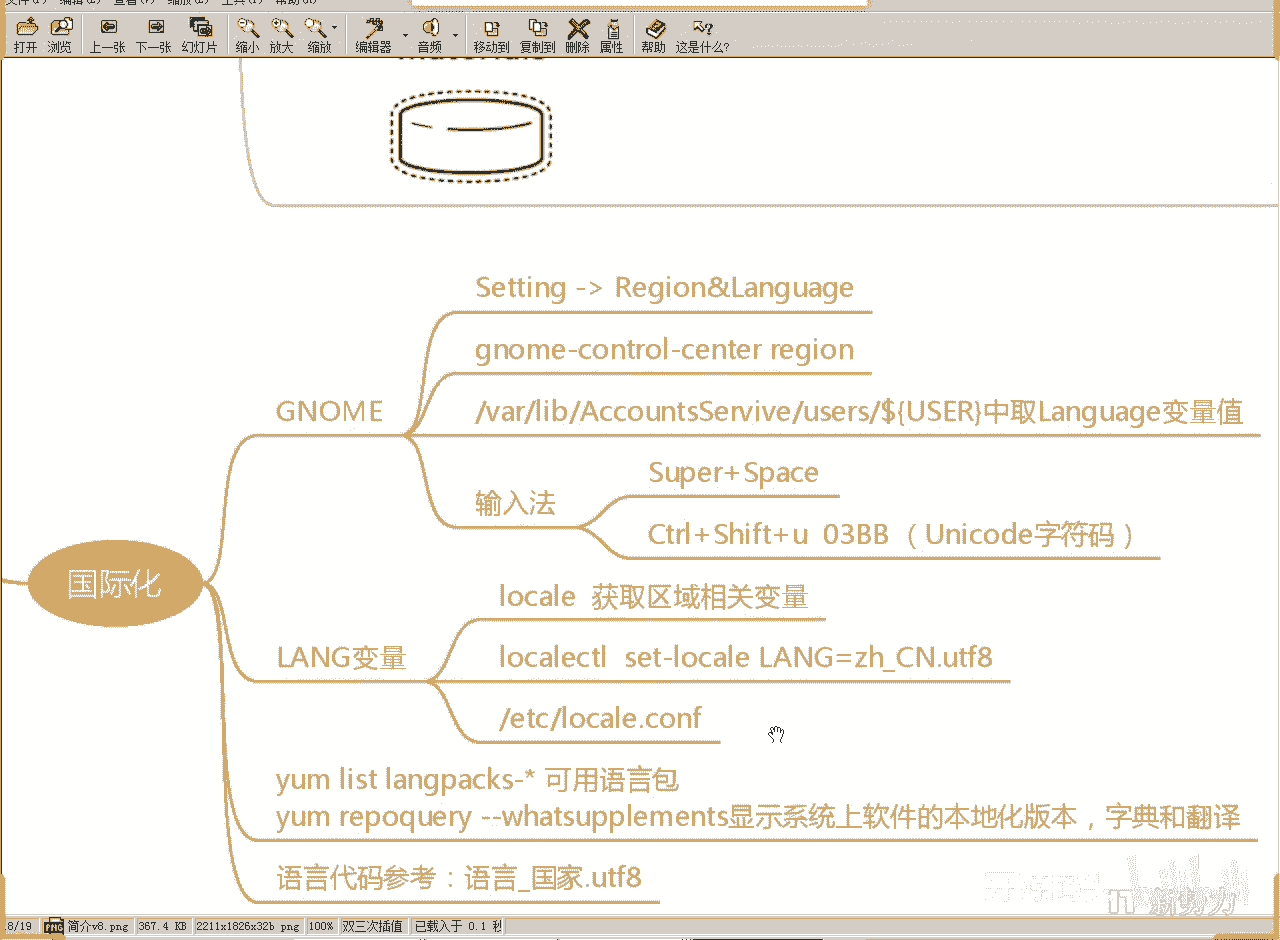 打开 浏览 上一张 下一张 幻灯片 缩小 放大 缩放 编辑器 音频 移动到 复制到 删除 属性 帮助 这是什么?
Setting -> Region&Language
gnome-control-center region
GNOME
/var/lib/AccountsServive/users/${USER}中取Language变量值
Super+Space
输入法
Ctrl+Shift+u 03BB （Unicode字符码）
国际化
locale 获取区域相关变量
LANG变量
localectl set-locale LANG=zh_CN.utf8
/etc/locale.conf
yum list langpacks-* 可用语言包
yum repoquery --whatsupplements显示系统上软件的本地化版本，字典和翻译
语言代码参考：语言_国家.utf8
IT 新势力
8/19 PNG 简介v8.png 367.4 KB 2211x1826x32b png 100% 双三次插值 已载入于 0.1 秒